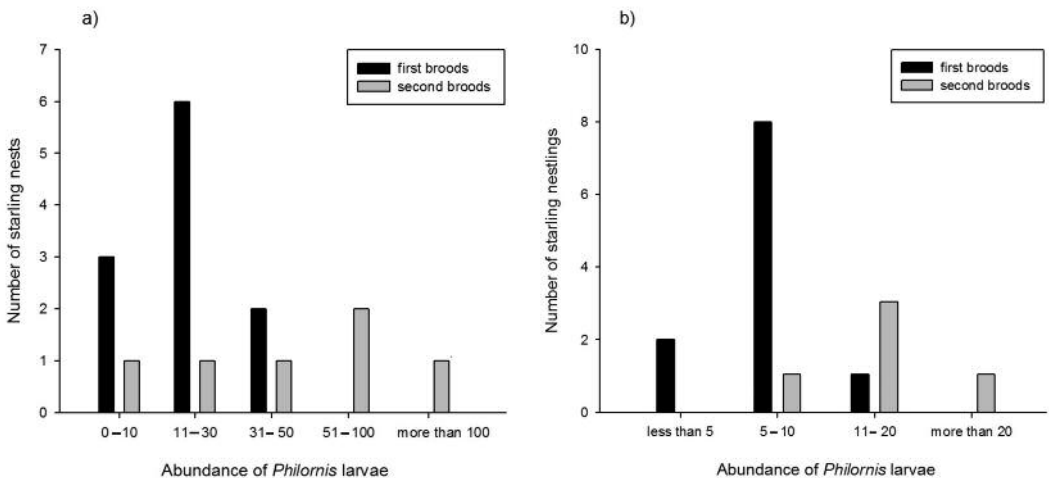 a)
Number of starling nests
7
6
5
4
3
2
1
0
first broods
second broods
0–10 11–30 31–50 51–100 more than 100
Abundance of Philornis larvae
b)
Number of starling nestlings
10
8
6
4
2
0
first broods
second broods
less than 5 5–10 11–20 more than 20
Abundance of Philornis larvae